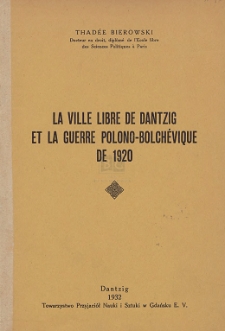 THADÉE BIEROWSKI
Docteur en droit, Diplômé de l'Ecole libre
des Sciences Politiques à Paris
LA VILLE LIBRE DE DANTZIG
ET LA GUERRE POLONO-BOLCHÉVIQUE
DE 1920
Dantzig
1932
Towarzystwo Przyjaciół Nauki i Sztuki w Gdańsku E. V.